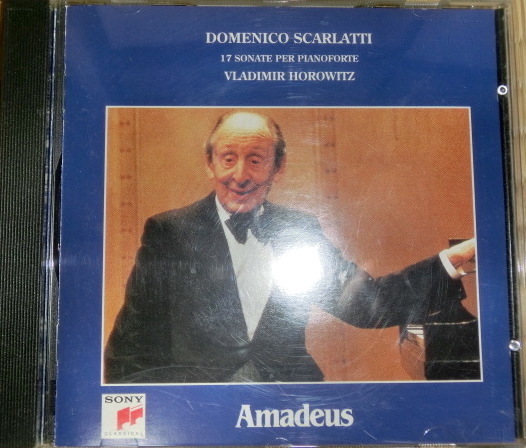 DOMENICO SCARLATTI
17 SONATE PER PIANOFORTE
VLADIMIR HOROWITZ
SONY
CLASSICAL
Amadeus